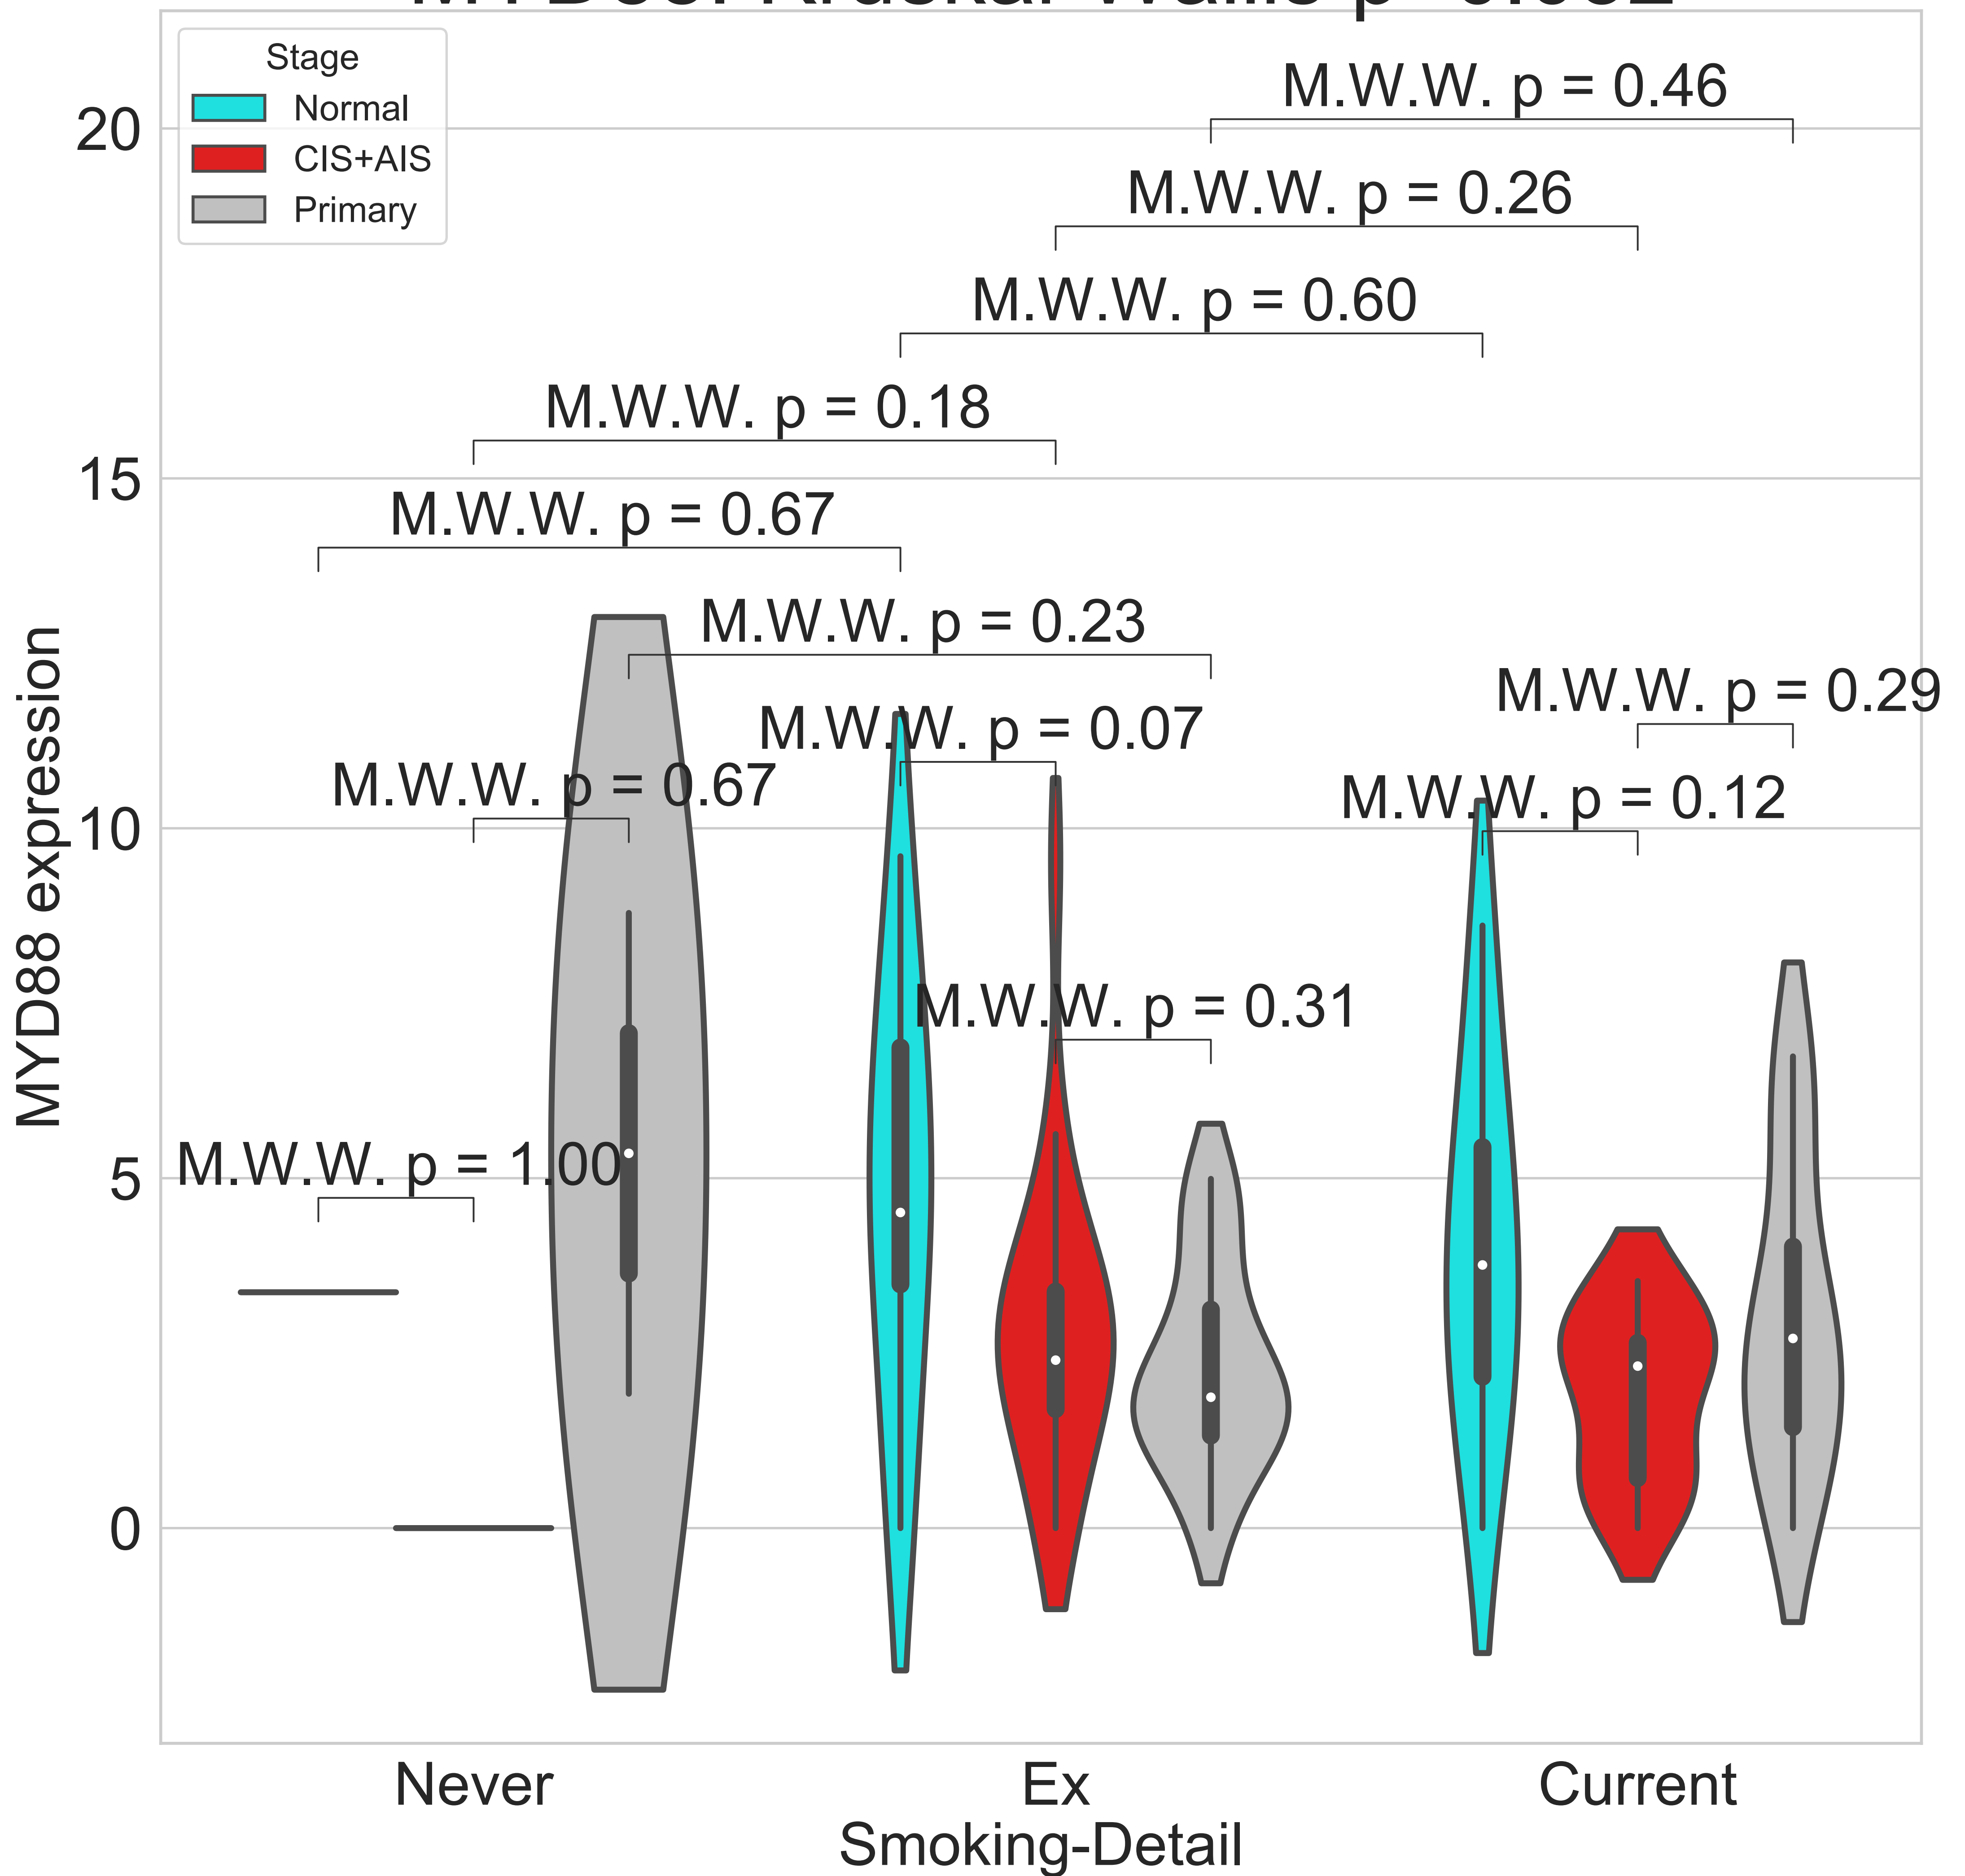 Stage
Normal
CIS+AIS
Primary
M.W.W. p = 0.46
M.W.W. p = 0.26
M.W.W. p = 0.60
M.W.W. p = 0.18
M.W.W. p = 0.67
M.W.W. p = 0.23
M.W.W. p = 0.29
M.W.W. p = 0.07
M.W.W. p = 0.67
M.W.W. p = 0.12
M.W.W. p = 0.31
M.W.W. p = 1.00
20
15
10
5
0
MYD88 expression
Never
Ex
Current
Smoking-Detail